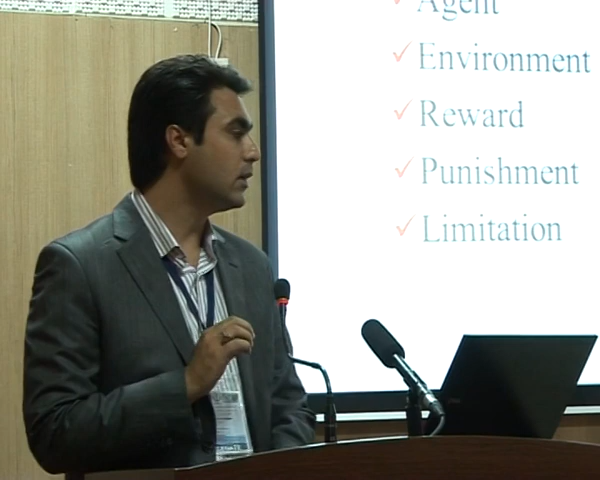 Agent
Environment
Reward
Punishment
Limitation